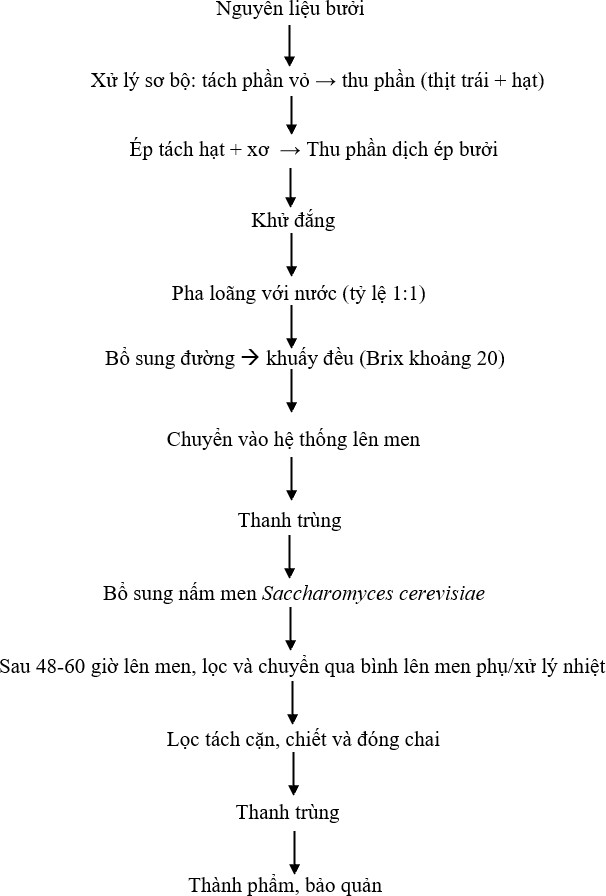 Nguyên liệu bưởi
Xử lý sơ bộ: tách phần vỏ → thu phần (thịt trái + hạt)
Ép tách hạt + xơ → Thu phần dịch ép bưởi
Khử đắng
Pha loãng với nước (tỷ lệ 1:1)
Bổ sung đường → khuấy đều (Brix khoảng 20)
Chuyển vào hệ thống lên men
Thanh trùng
Bổ sung nấm men Saccharomyces cerevisiae
Sau 48-60 giờ lên men, lọc và chuyển qua bình lên men phụ/xử lý nhiệt
Lọc tách cặn, chiết và đóng chai
Thanh trùng
Thành phẩm, bảo quản